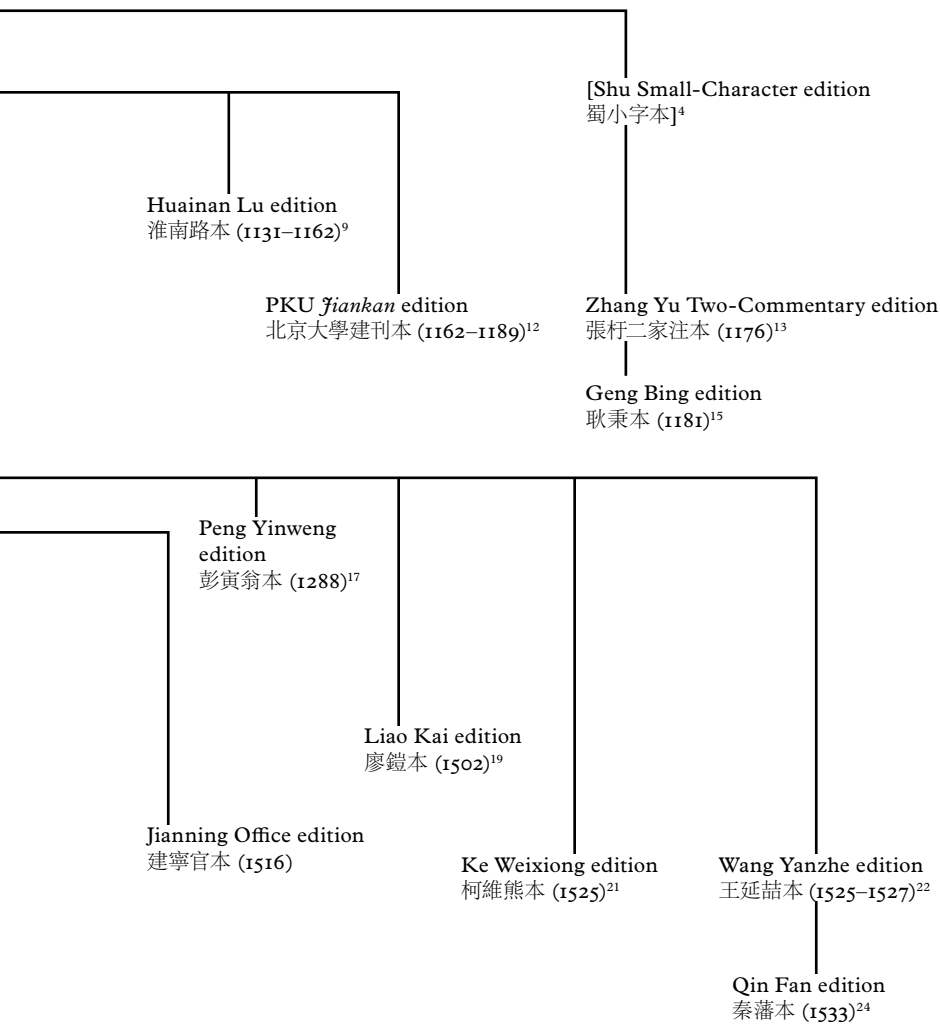 [Shu Small-Character edition
蜀小字本]4
Huainan Lu edition
淮南路本 (1131–1162)9
PKU Jiankan edition
北京大學建刊本 (1162–1189)12
Zhang Yu Two-Commentary edition
張杅二家注本 (1176)13
Geng Bing edition
耿秉本 (1181)15
Peng Yinweng
edition
彭寅翁本 (1288)17
Liao Kai edition
廖鎧本 (1502)19
Jianning Office edition
建寧官本 (1516)
Ke Weixiong edition
柯維熊本 (1525)21
Wang Yanzhe edition
王延喆本 (1525–1527)22
Qin Fan edition
秦藩本 (1533)24